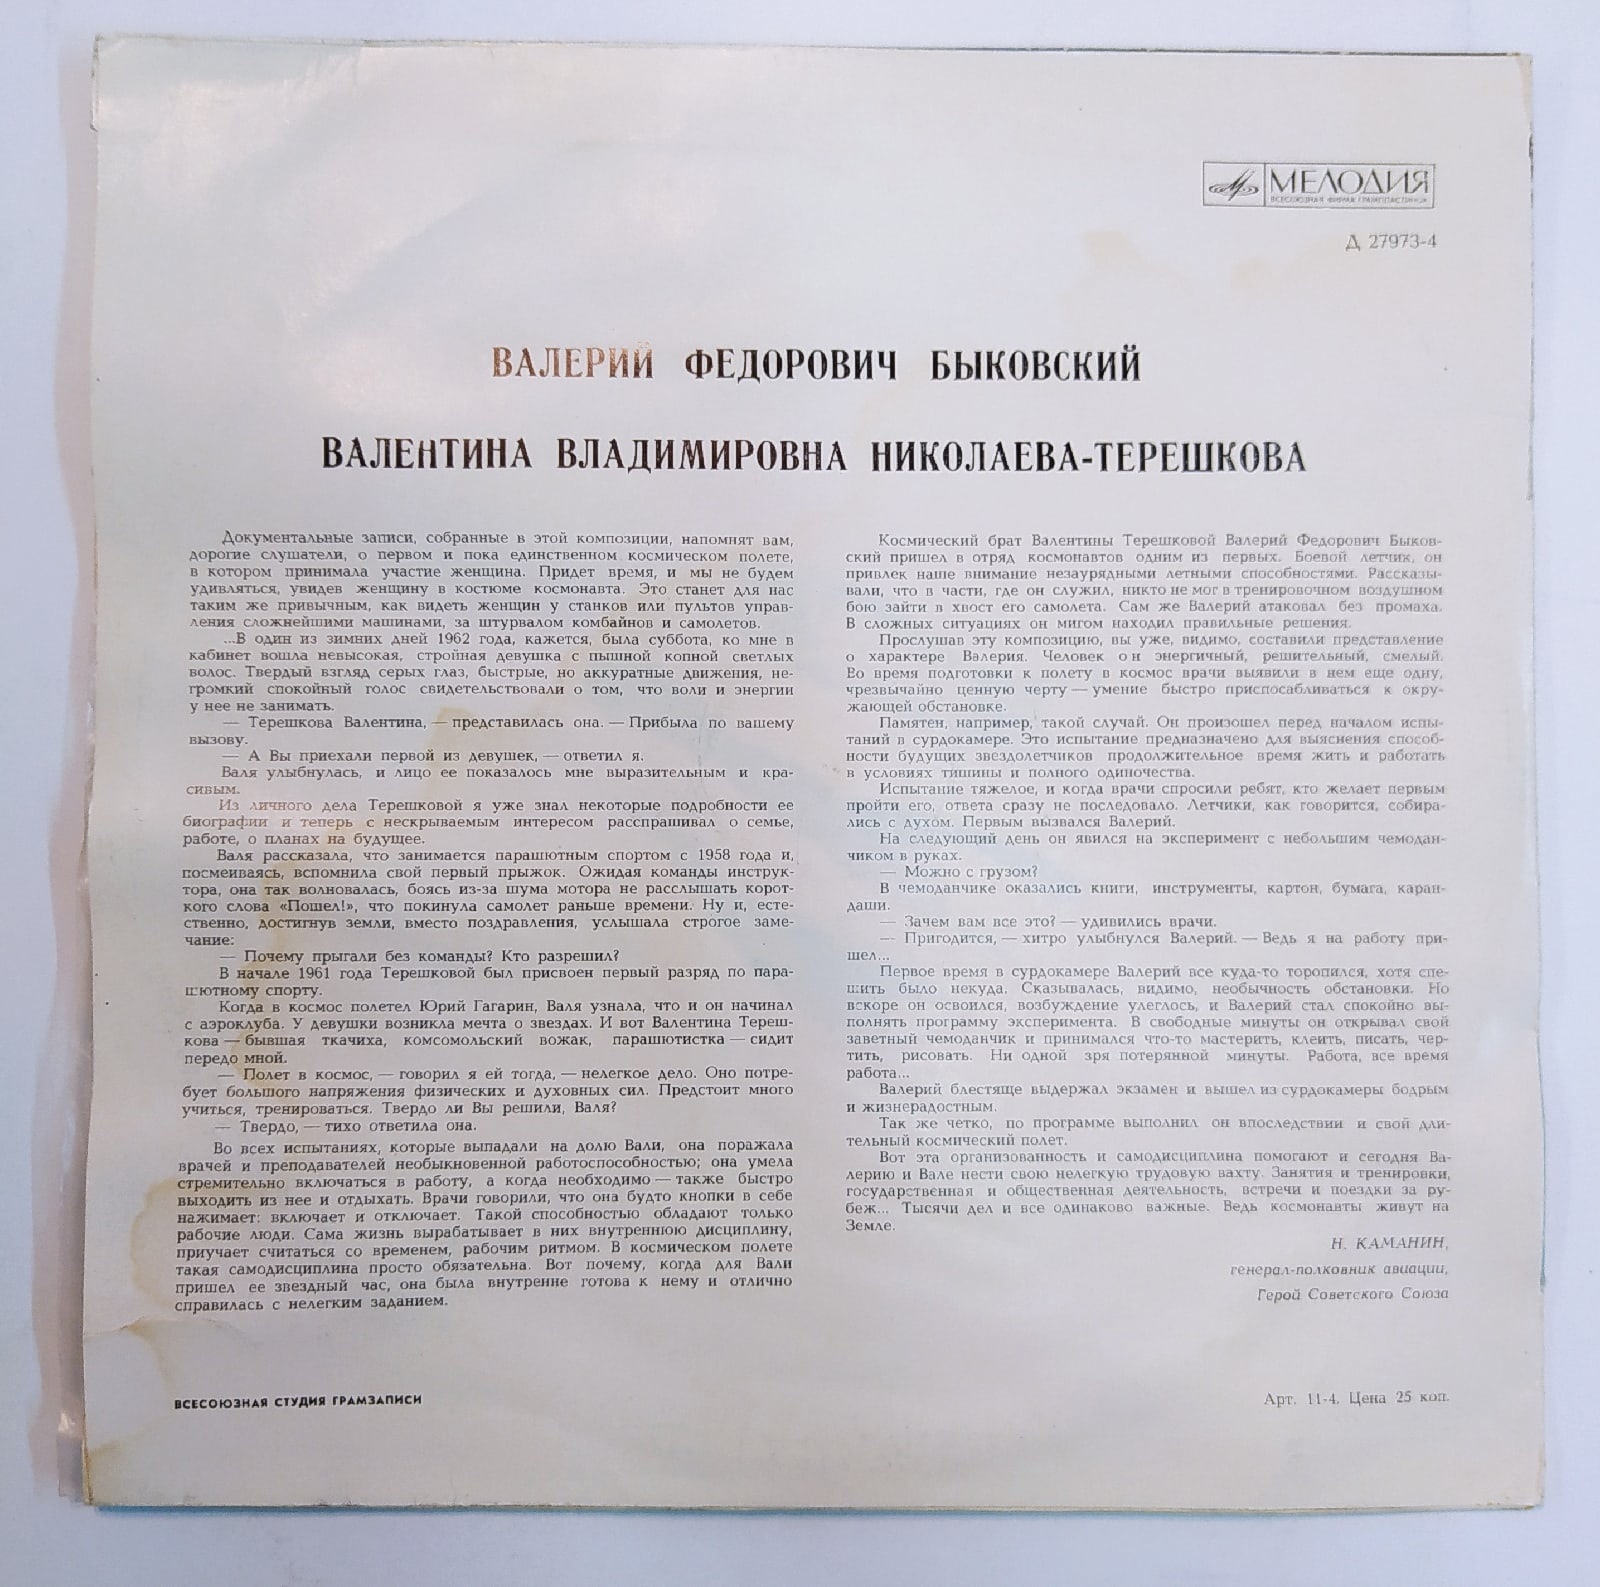 МЕЛОДИЯ
ВСЕСОЮЗНАЯ ФИРМА ГРАМПЛАСТИНОК
Д 27973-4
ВАЛЕРИЙ ФЕДОРОВИЧ БЫКОВСКИЙ
ВАЛЕНТИНА ВЛАДИМИРОВНА НИКОЛАЕВА-ТЕРЕШКОВА
Документальные записи, собранные в этой композиции, напомнят вам,
дорогие слушатели, о первом и пока единственном космическом полете,
в котором принимала участие женщина. Придет время, и мы не будем
удивляться, увидев женщину в костюме космонавта. Это станет для нас
таким же привычным, как видеть женщин у станков или пультов управ-
ления сложнейшими машинами, за штурвалом комбайнов и самолетов.
...В один из зимних дней 1962 года, кажется, была суббота, ко мне в
кабинет вошла невысокая, стройная девушка с пышной копной светлых
волос. Твердый взгляд серых глаз, быстрые, но аккуратные движения, не-
громкий спокойный голос свидетельствовали о том, что воли и энергии
у нее не занимать.
— Терешкова Валентина, — представилась она. — Прибыла по вашему
вызову.
— А Вы приехали первой из девушек, — ответил я.
Валя улыбнулась, и лицо ее показалось мне выразительным и кра-
сивым.
Из личного дела Терешковой я уже знал некоторые подробности ее
биографии и теперь с нескрываемым интересом расспрашивал о семье,
работе, о планах на будущее.
Валя рассказала, что занимается парашютным спортом с 1958 года и,
посмеиваясь, вспомнила свой первый прыжок. Ожидая команды инструк-
тора, она так волновалась, боясь из-за шума мотора не расслышать корот-
кого слова «Пошел!», что покинула самолет раньше времени. Ну и, есте-
ственно, достигнув земли, вместо поздравления, услышала строгое заме-
чание:
— Почему прыгали без команды? Кто разрешил?
В начале 1961 года Терешковой был присвоен первый разряд по пара-
шютному спорту.
Когда в космос полетел Юрий Гагарин, Валя узнала, что и он начинал
с аэроклуба. У девушки возникла мечта о звездах. И вот Валентина Тереш-
кова — бывшая ткачиха, комсомольский вожак, парашютистка — сидит
передо мной.
— Полет в космос, — говорил я ей тогда, — нелегкое дело. Оно потре-
бует большого напряжения физических и духовных сил. Предстоит много
учиться, тренироваться. Твердо ли Вы решили, Валя?
— Твердо, — тихо ответила она.
Во всех испытаниях, которые выпадали на долю Вали, она поражала
врачей и преподавателей необыкновенной работоспособностью; она умела
стремительно включаться в работу, а когда необходимо — также быстро
выходить из нее и отдыхать. Врачи говорили, что она будто кнопки в себе
нажимает: включает и отключает. Такой способностью обладают только
рабочие люди. Сама жизнь вырабатывает в них внутреннюю дисциплину,
приучает считаться со временем, рабочим ритмом. В космическом полете
такая самодисциплина просто обязательна. Вот почему, когда для Вали
пришел ее звездный час, она была внутренне готова к нему и отлично
справилась с нелегким заданием.
Космический брат Валентины Терешковой Валерий Федорович Быков-
ский пришел в отряд космонавтов одним из первых. Боевой летчик, он
привлек наше внимание незаурядными летными способностями. Рассказы-
вали, что в части, где он служил, никто не мог в тренировочном воздушном
бою зайти в хвост его самолета. Сам же Валерий атаковал без промаха.
В сложных ситуациях он мигом находил правильные решения.
Прослушав эту композицию, вы уже, видимо, составили представление
о характере Валерия. Человек он энергичный, решительный, смелый.
Во время подготовки к полету в космос врачи выявили в нем еще одну,
чрезвычайно ценную черту — умение быстро приспосабливаться к окру-
жающей обстановке.
Памятен, например, такой случай. Он произошел перед началом испы-
таний в сурдокамере. Это испытание предназначено для выяснения способ-
ности будущих звездолетчиков продолжительное время жить и работать
в условиях тишины и полного одиночества.
Испытание тяжелое, и когда врачи спросили ребят, кто желает первым
пройти его, ответа сразу не последовало. Летчики, как говорится, собира-
лись с духом. Первым вызвался Валерий.
На следующий день он явился на эксперимент с небольшим чемодан-
чиком в руках.
— Можно с грузом?
В чемоданчике оказались книги, инструменты, картон, бумага, каран-
даши.
— Зачем вам все это? — удивились врачи.
— Пригодится, — хитро улыбнулся Валерий. — Ведь я на работу при-
шел...
Первое время в сурдокамере Валерий все куда-то торопился, хотя спе-
шить было некуда. Сказывалась, видимо, необычность обстановки. Но
вскоре он освоился, возбуждение улеглось, и Валерий стал спокойно вы-
полнять программу эксперимента. В свободные минуты он открывал свой
заветный чемоданчик и принимался что-то мастерить, клеить, писать, чер-
тить, рисовать. Ни одной зря потерянной минуты. Работа, все время
работа...
Валерий блестяще выдержал экзамен и вышел из сурдокамеры бодрым
и жизнерадостным.
Так же четко, по программе выполнил он впоследствии и свой дли-
тельный космический полет.
Вот эта организованность и самодисциплина помогают и сегодня Ва-
лерию и Вале нести свою нелегкую трудовую вахту. Занятия и тренировки,
государственная и общественная деятельность, встречи и поездки за ру-
беж... Тысячи дел и все одинаково важные. Ведь космонавты живут на
Земле.
Н. КАМАНИН,
генерал-полковник авиации,
Герой Советского Союза
ВСЕСОЮЗНАЯ СТУДИЯ ГРАМЗАПИСИ
Арт. 11-4. Цена 25 коп.